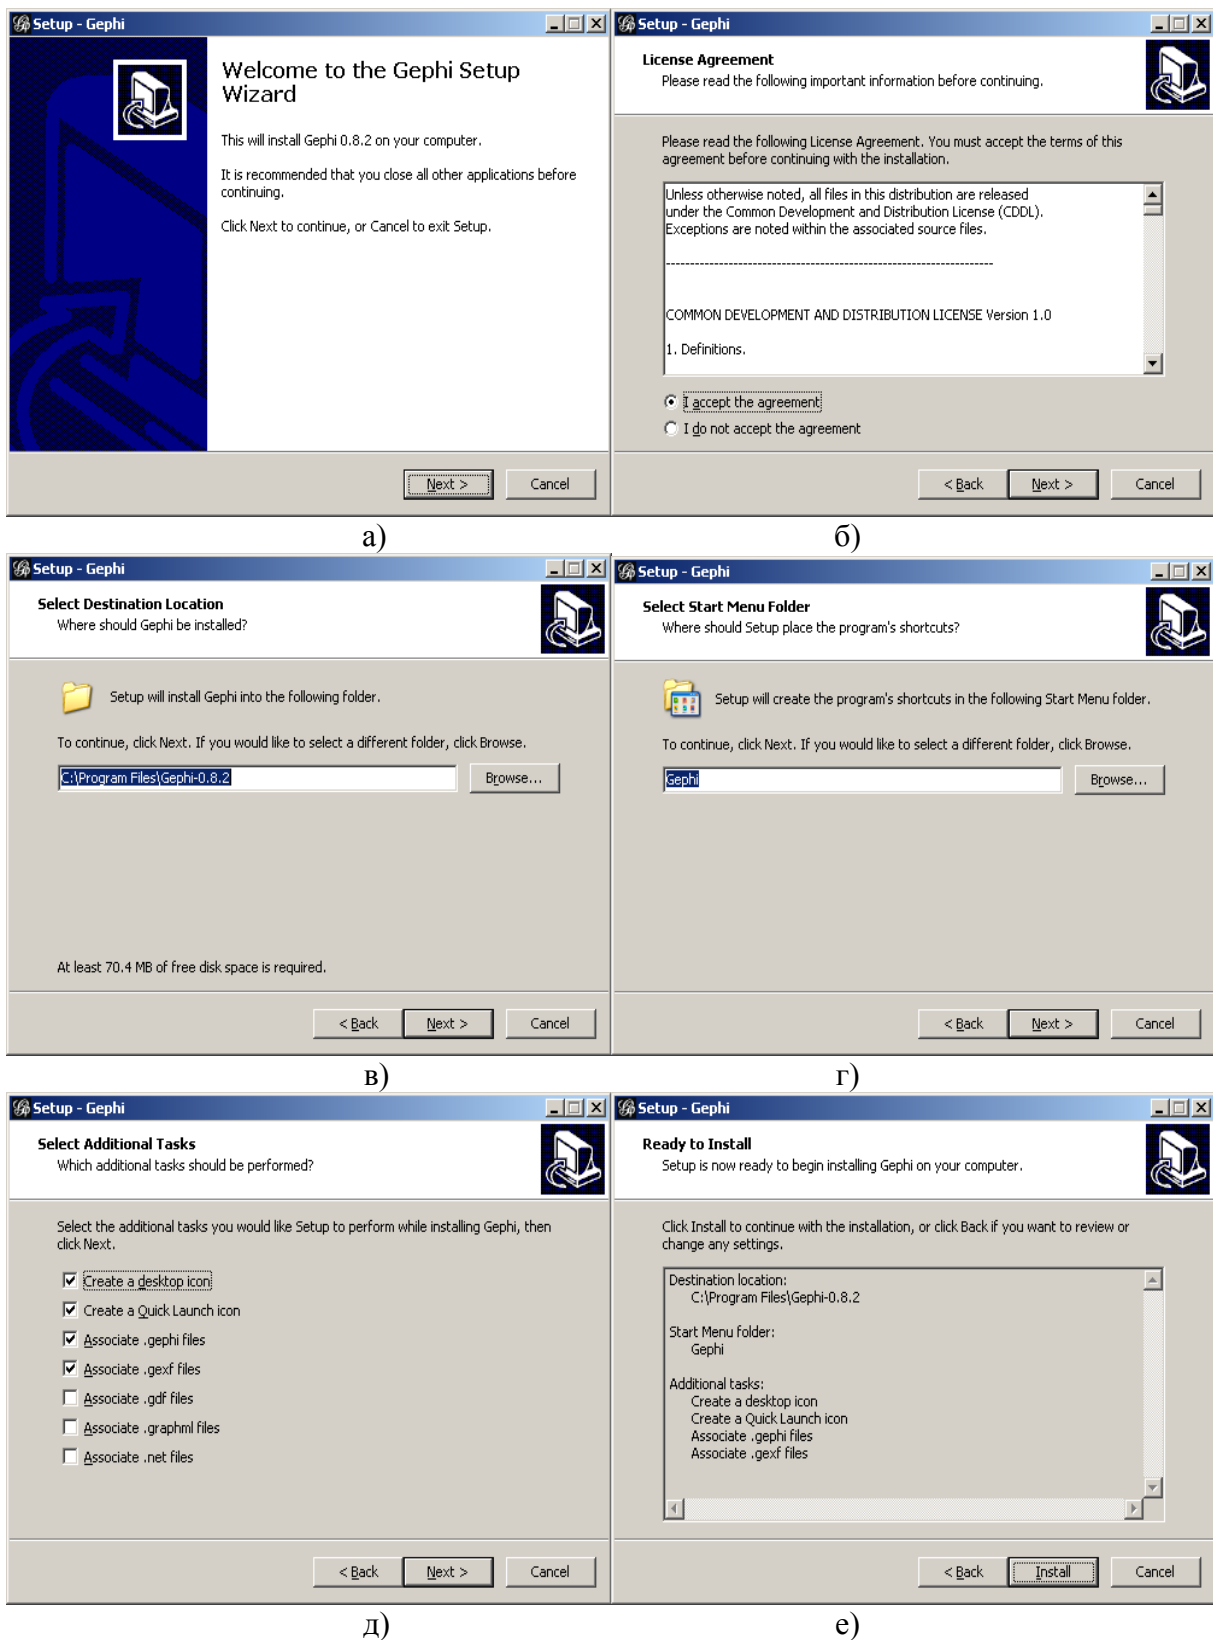 Setup - Gephi
Welcome to the Gephi Setup
Wizard
This will install Gephi 0.8.2 on your computer.
It is recommended that you close all other applications before
continuing.
Click Next to continue, or Cancel to exit Setup.
Next >
Cancel
а)
Setup - Gephi
License Agreement
Please read the following important information before continuing.
Please read the following License Agreement. You must accept the terms of this
agreement before continuing with the installation.
Unless otherwise noted, all files in this distribution are released
under the Common Development and Distribution License (CDDL).
Exceptions are noted within the associated source files.
--------------------------------------------------------------------
COMMON DEVELOPMENT AND DISTRIBUTION LICENSE Version 1.0
1. Definitions.
I accept the agreement
I do not accept the agreement
< Back
Next >
Cancel
б)
Setup - Gephi
Select Destination Location
Where should Gephi be installed?
Setup will install Gephi into the following folder.
To continue, click Next. If you would like to select a different folder, click Browse.
C:\Program Files\Gephi-0.8.2
Browse...
At least 70.4 MB of free disk space is required.
< Back
Next >
Cancel
в)
Setup - Gephi
Select Start Menu Folder
Where should Setup place the program's shortcuts?
Setup will create the program's shortcuts in the following Start Menu folder.
To continue, click Next. If you would like to select a different folder, click Browse.
Gephi
Browse...
< Back
Next >
Cancel
г)
Setup - Gephi
Select Additional Tasks
Which additional tasks should be performed?
Select the additional tasks you would like Setup to perform while installing Gephi, then
click Next.
Create a desktop icon
Create a Quick Launch icon
Associate .gephi files
Associate .gexf files
Associate .gdf files
Associate .graphml files
Associate .net files
< Back
Next >
Cancel
д)
Setup - Gephi
Ready to Install
Setup is now ready to begin installing Gephi on your computer.
Click Install to continue with the installation, or click Back if you want to review or
change any settings.
Destination location:
C:\Program Files\Gephi-0.8.2
Start Menu folder:
Gephi
Additional tasks:
Create a desktop icon
Create a Quick Launch icon
Associate .gephi files
Associate .gexf files
< Back
Install
Cancel
е)